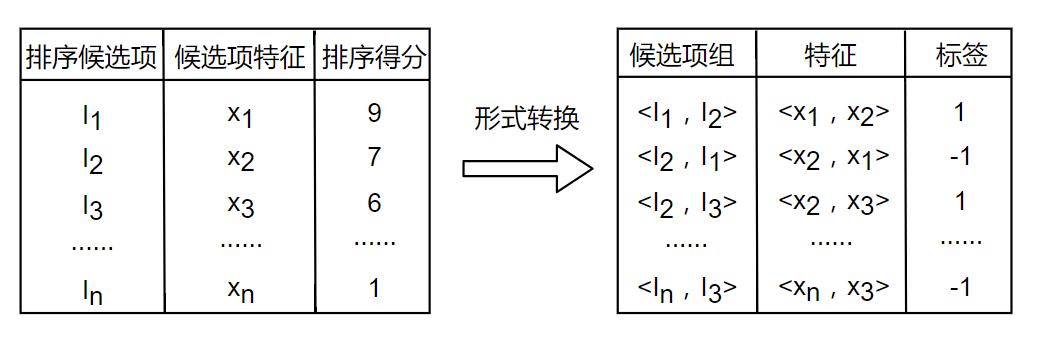 排序候选项 候选项特征 排序得分
I1 x1 9
I2 x2 7
I3 x3 6
...... ...... ......
In xn 1
形式转换
候选项组 特征 标签
<I1 , I2> <x1 , x2> 1
<I2 , I1> <x2 , x1> -1
<I2 , I3> <x2 , x3> 1
...... ...... ......
<In , I3> <xn , x3> -1